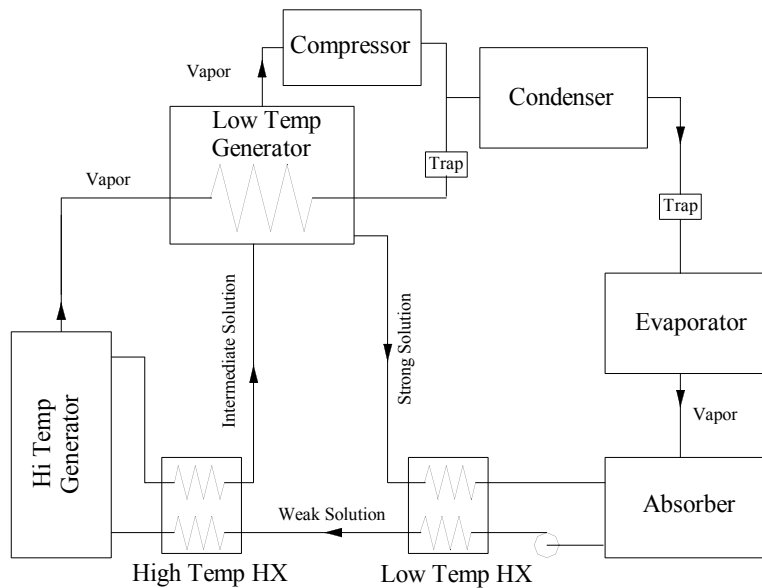 Compressor
Vapor
Condenser
Low Temp
Generator
Trap
Vapor
Trap
Intermediate Solution
Strong Solution
Evaporator
Hi Temp
Generator
Vapor
Absorber
Weak Solution
High Temp HX
Low Temp HX